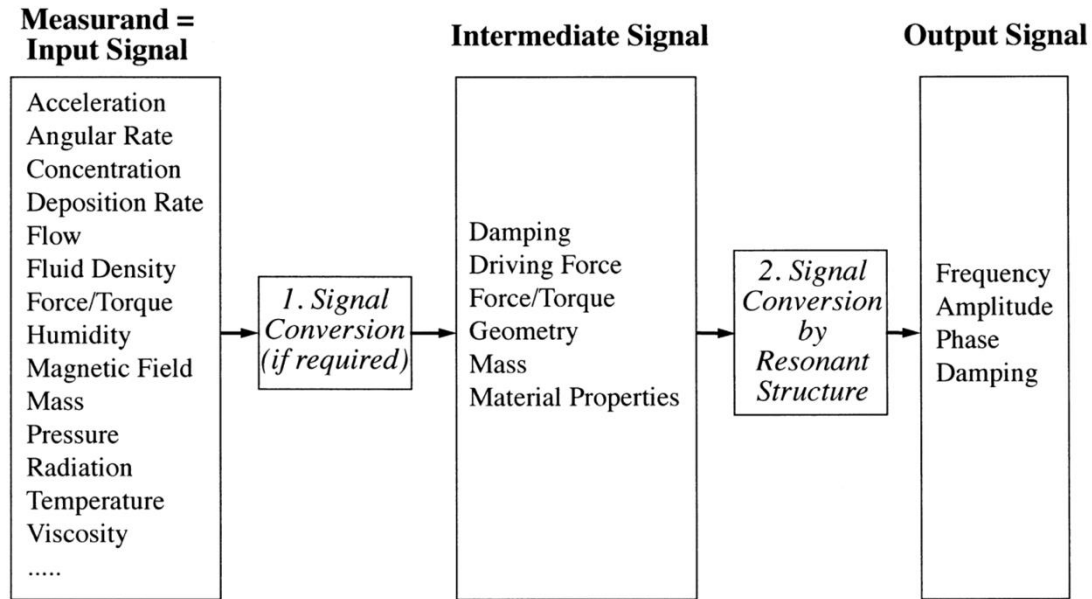 Measurand =
Input Signal
Acceleration
Angular Rate
Concentration
Deposition Rate
Flow
Fluid Density
Force/Torque
Humidity
Magnetic Field
Mass
Pressure
Radiation
Temperature
Viscosity
.....
1. Signal
Conversion
(if required)
Intermediate Signal
Damping
Driving Force
Force/Torque
Geometry
Mass
Material Properties
2. Signal
Conversion
by
Resonant
Structure
Output Signal
Frequency
Amplitude
Phase
Damping